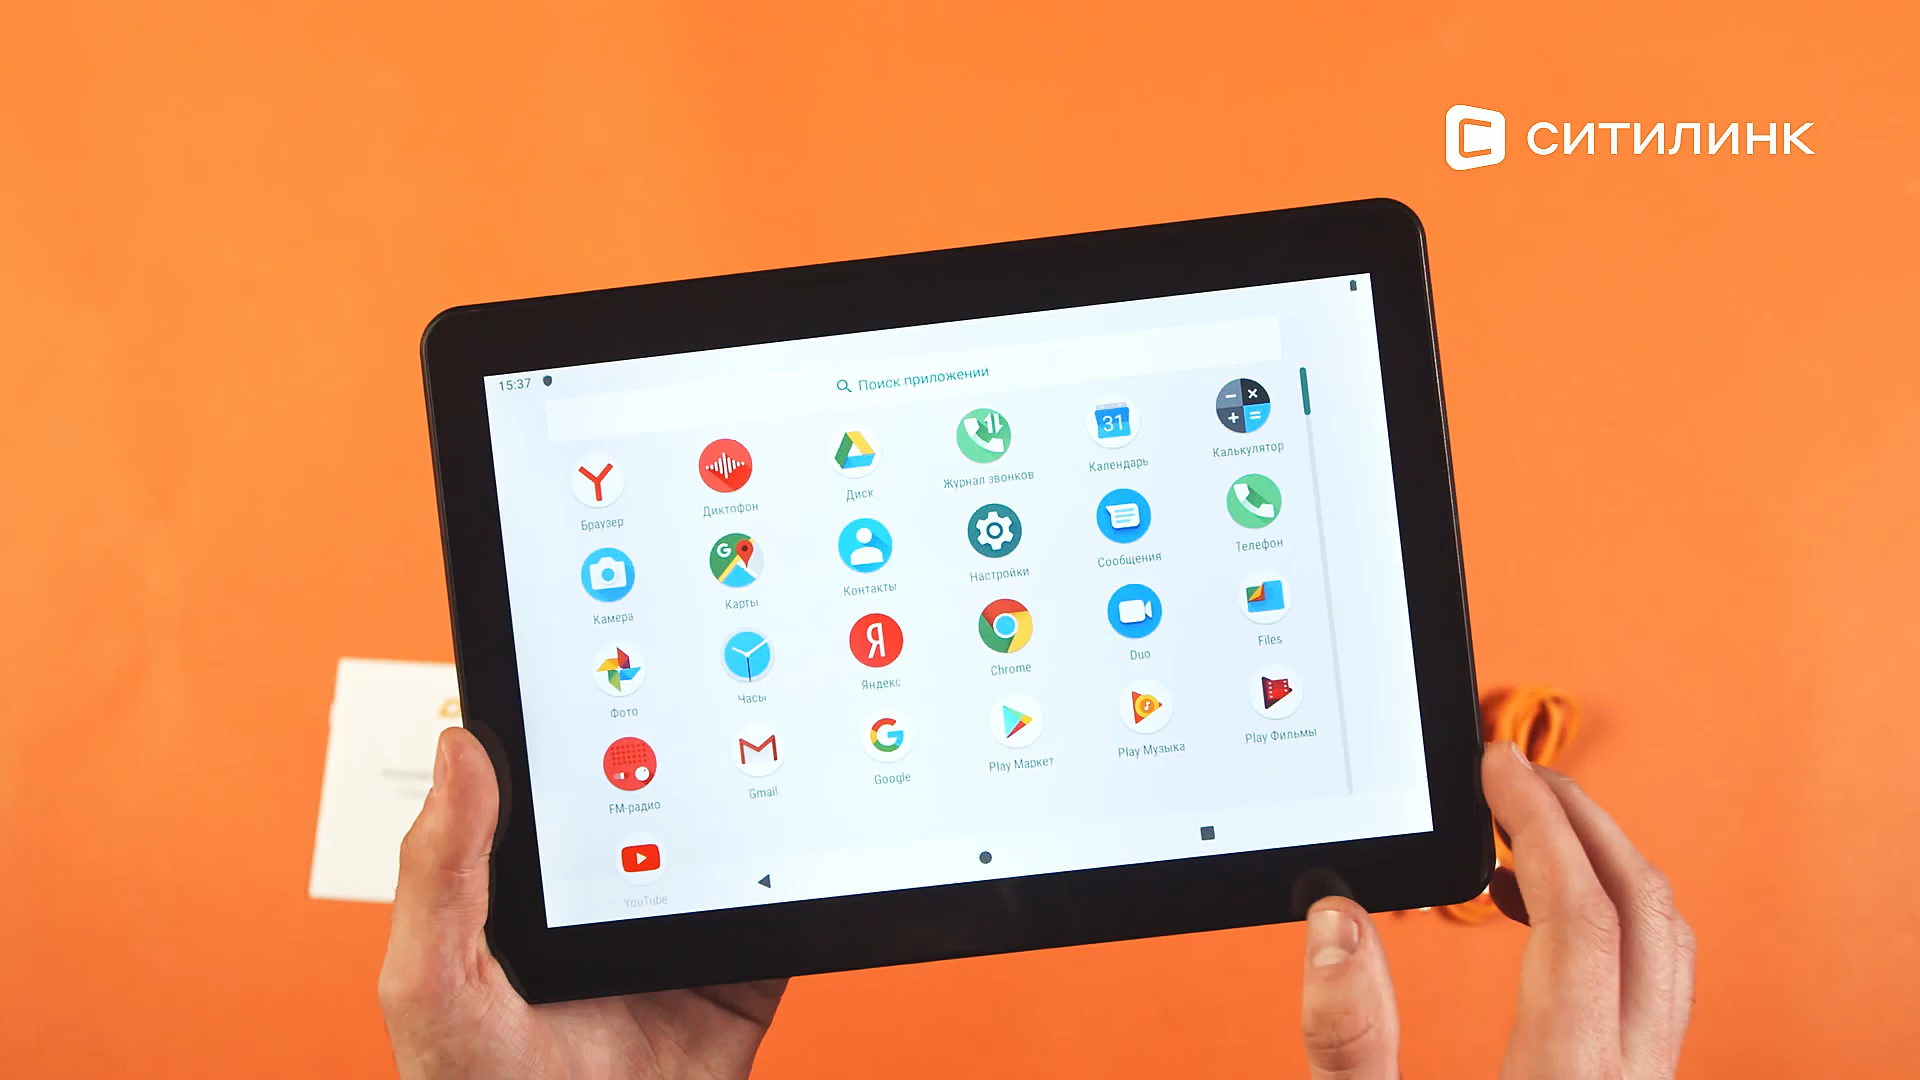 СИТИЛИНК
15:37
Поиск приложений
Браузер
Диктофон
Диск
Журнал звонков
Календарь
31
Калькулятор
Камера
Карты
Контакты
Настройки
Сообщения
Телефон
Фото
Часы
Я
Яндекс
Chrome
Duo
Files
FM-радио
Gmail
Google
Play Маркет
Play Музыка
Play Фильмы
YouTube